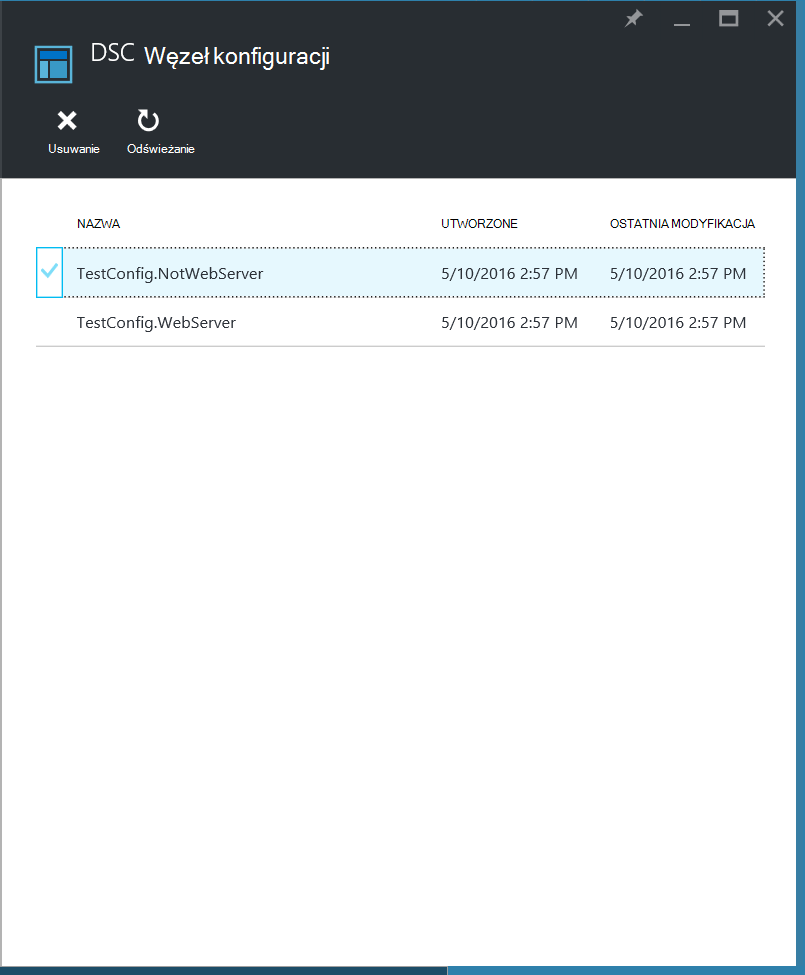 DSC Węzeł konfiguracji
Usuwanie Odświeżanie
NAZWA UTWORZONE OSTATNIA MODYFIKACJA
TestConfig.NotWebServer 5/10/2016 2:57 PM 5/10/2016 2:57 PM
TestConfig.WebServer 5/10/2016 2:57 PM 5/10/2016 2:57 PM